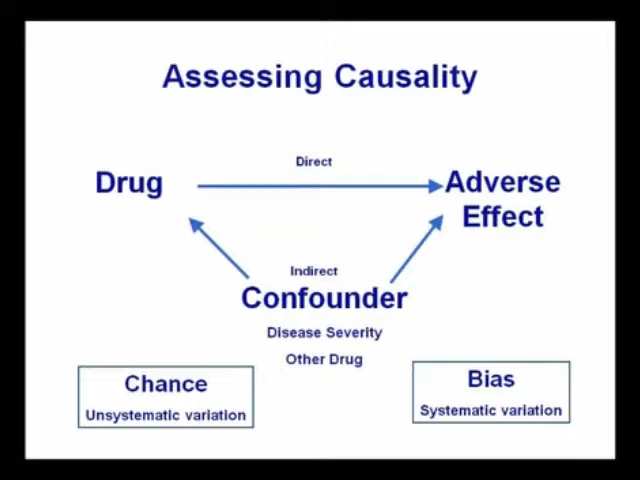 Assessing Causality
Direct
Drug
Adverse
Effect
Indirect
Confounder
Disease Severity
Other Drug
Chance
Unsystematic variation
Bias
Systematic variation